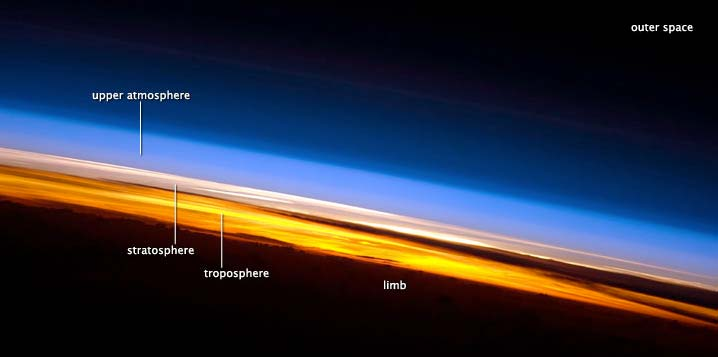 outer space
upper atmosphere
stratosphere
troposphere
limb